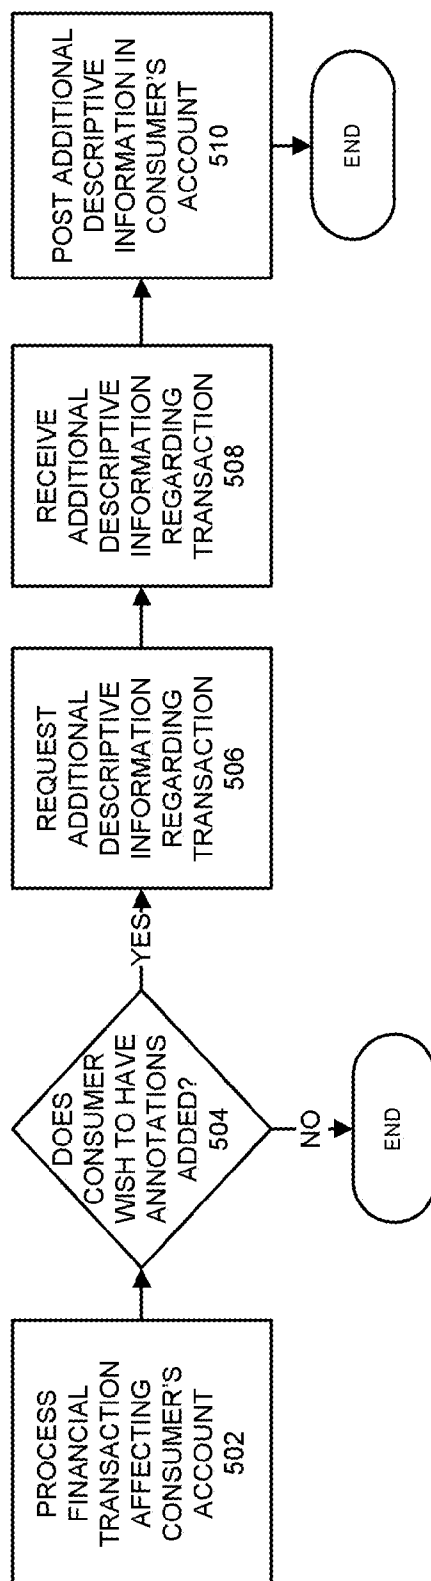 PROCESS
FINANCIAL
TRANSACTION
AFFECTING
CONSUMER'S
ACCOUNT
502
DOES
CONSUMER
WISH TO HAVE
ANNOTATIONS
ADDED?
504
NO
END
YES
REQUEST
ADDITIONAL
DESCRIPTIVE
INFORMATION
REGARDING
TRANSACTION
506
RECEIVE
ADDITIONAL
DESCRIPTIVE
INFORMATION
REGARDING
TRANSACTION
508
POST ADDITIONAL
DESCRIPTIVE
INFORMATION IN
CONSUMER'S
ACCOUNT
510
END